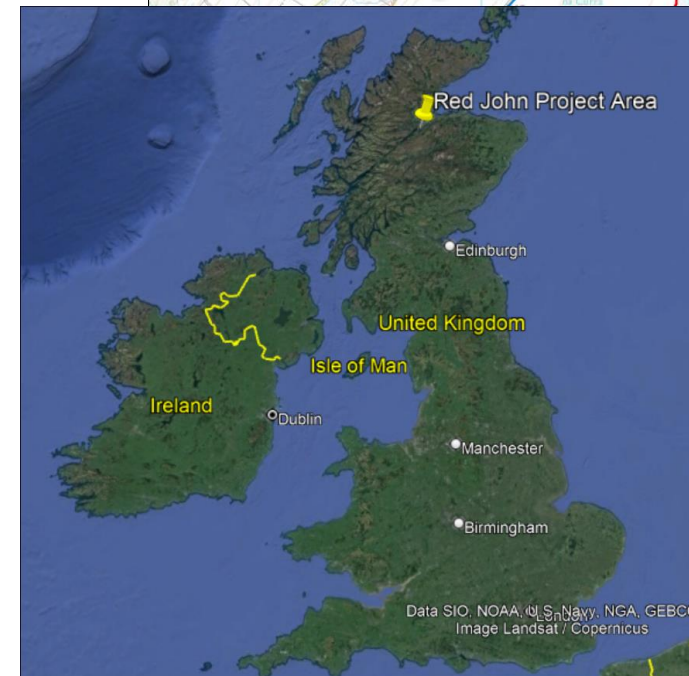 Red John Project Area
Edinburgh
United Kingdom
Isle of Man
Ireland
Dublin
Manchester
Birmingham
London
Data SIO, NOAA, U.S. Navy, NGA, GEBCO
Image Landsat / Copernicus